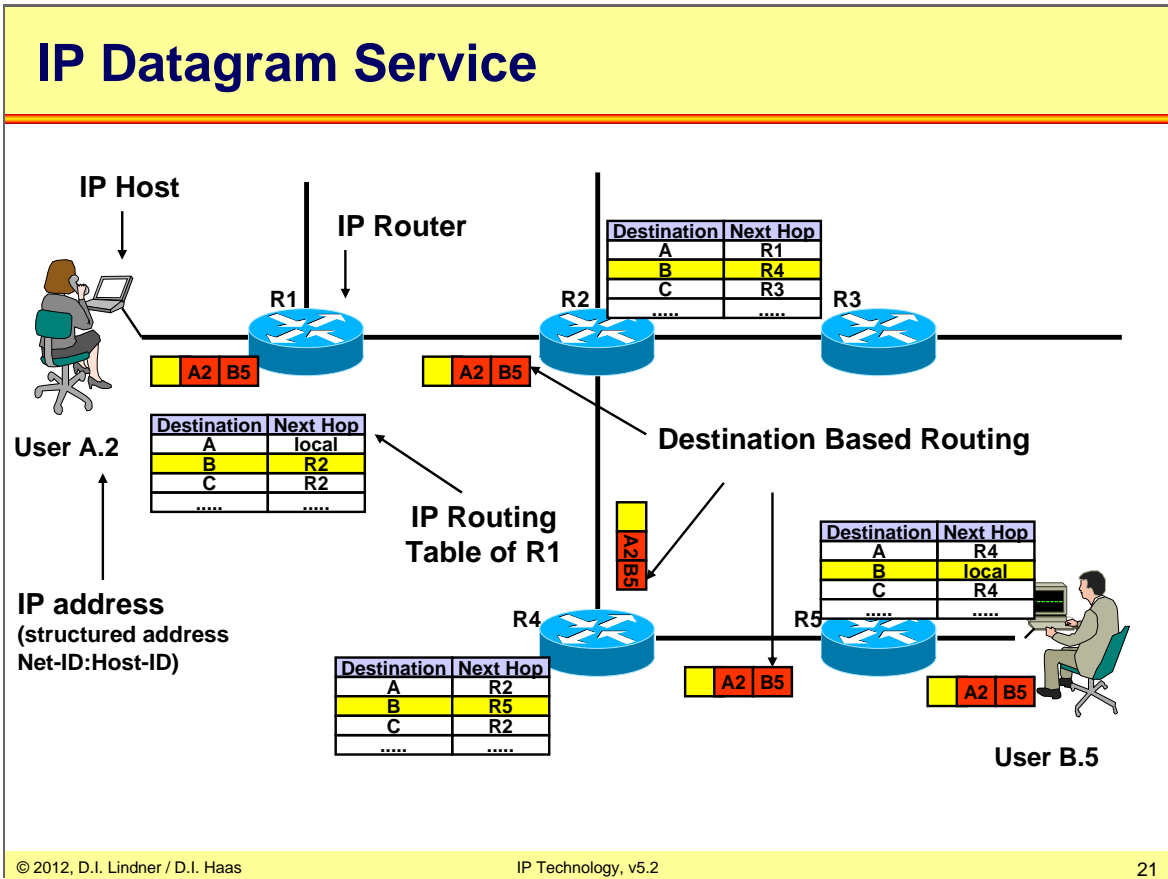 IP Datagram Service
IP Host
IP Router
Destination Next Hop
A R1
B R4
C R3
..... .....
R1
R2
R3
A2 B5
A2 B5
User A.2
Destination Next Hop
A local
B R2
C R2
..... .....
Destination Based Routing
IP Routing
Table of R1
A2 B5
IP address
(structured address
Net-ID:Host-ID)
Destination Next Hop
A R4
B local
C R4
..... .....
R4
R5
Destination Next Hop
A R2
B R5
C R2
..... .....
A2 B5
A2 B5
User B.5
© 2012, D.I. Lindner / D.I. Haas
IP Technology, v5.2
21